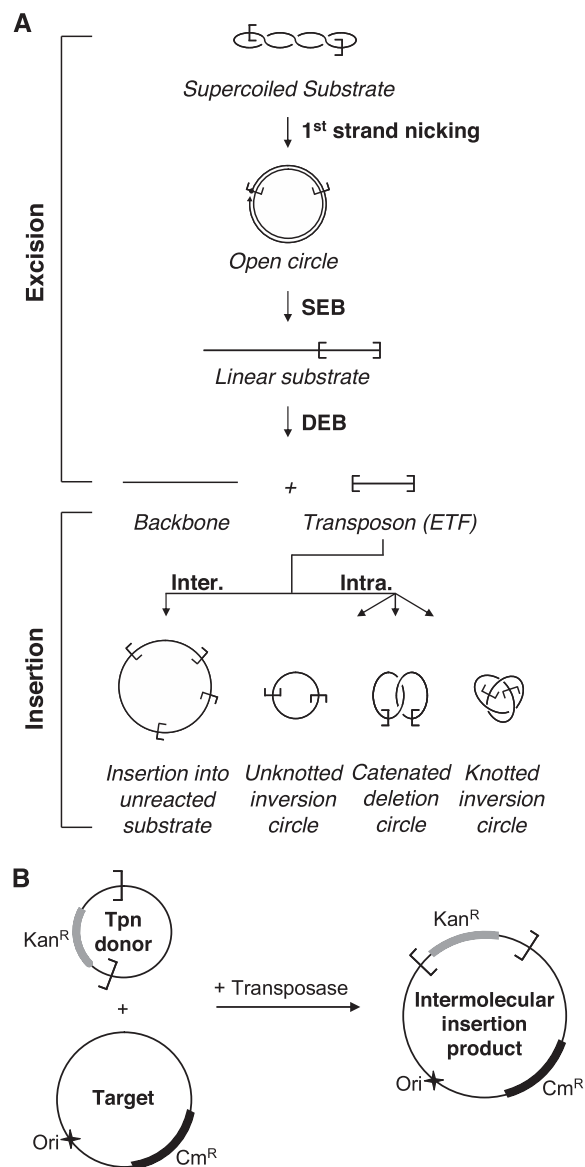 A
Supercoiled Substrate
1st strand nicking
Open circle
SEB
Linear substrate
DEB
Excision
+
Backbone
Transposon (ETF)
Inter.
Intra.
Insertion
Insertion into
unreacted
substrate
Unknotted
inversion
circle
Catenated
deletion
circle
Knotted
inversion
circle
B
KanR
Tpn
donor
+
+ Transposase
Target
Ori
CmR
KanR
Intermolecular
insertion
product
Ori
CmR